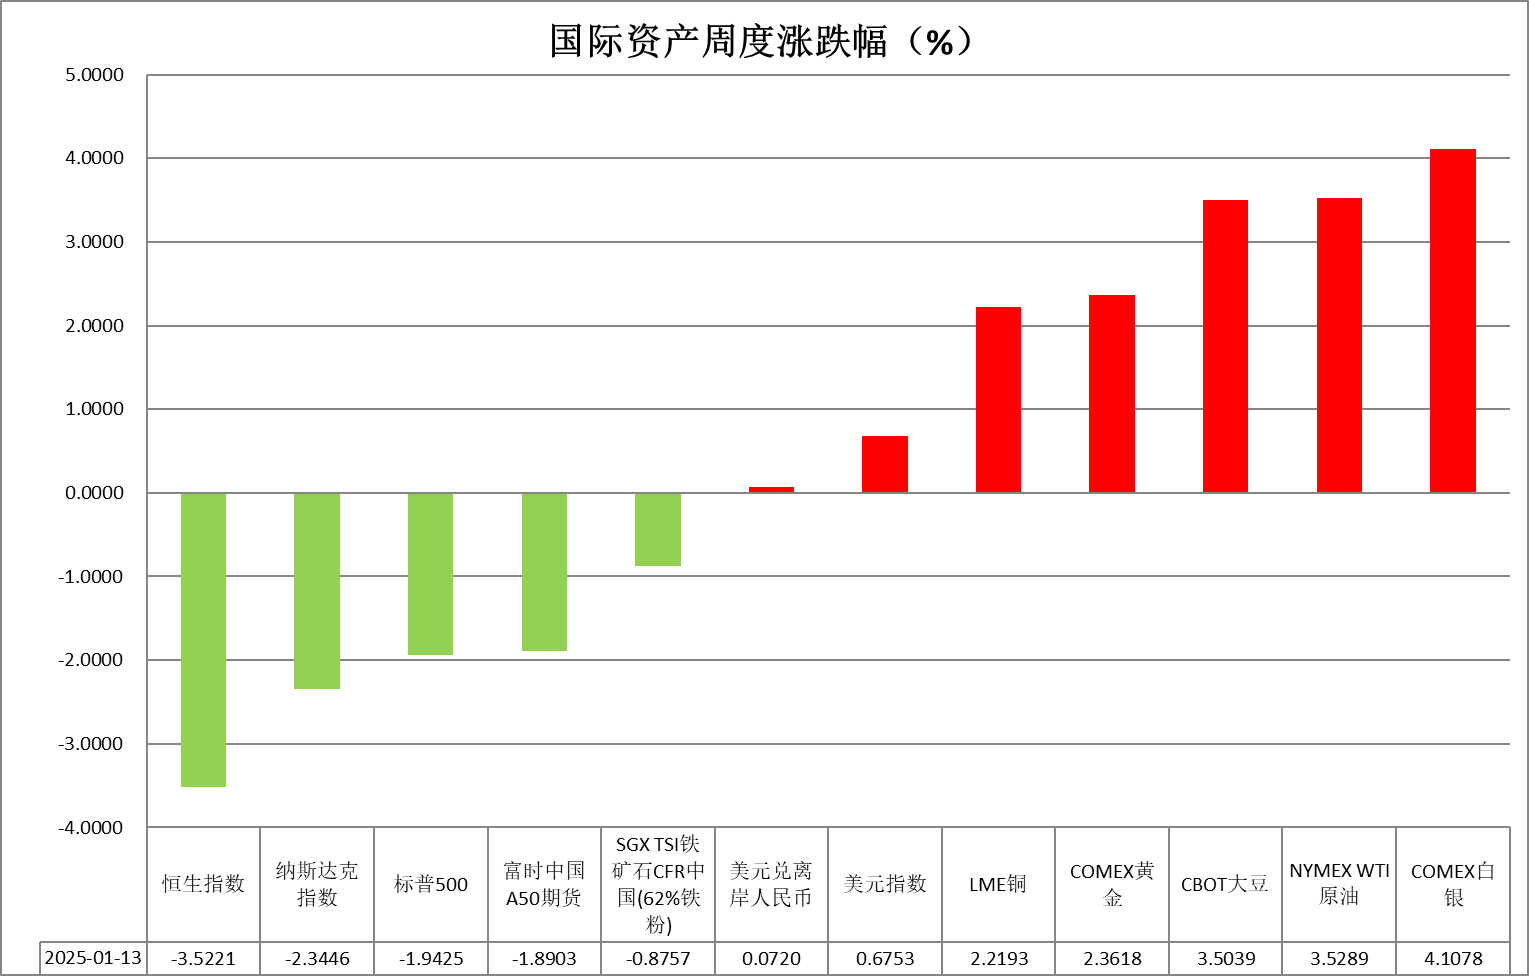 国际资产周度涨跌幅（%）
5.0000
4.0000
3.0000
2.0000
1.0000
0.0000
-1.0000
-2.0000
-3.0000
-4.0000
恒生指数
纳斯达克
指数
标普500
富时中国
A50期货
SGX TSI铁
矿石CFR中
国(62%铁
粉)
美元兑离
岸人民币
美元指数
LME铜
COMEX黄
金
CBOT大豆
NYMEX WTI
原油
COMEX白
银
2025-01-13 -3.5221 -2.3446 -1.9425 -1.8903 -0.8757 0.0720 0.6753 2.2193 2.3618 3.5039 3.5289 4.1078